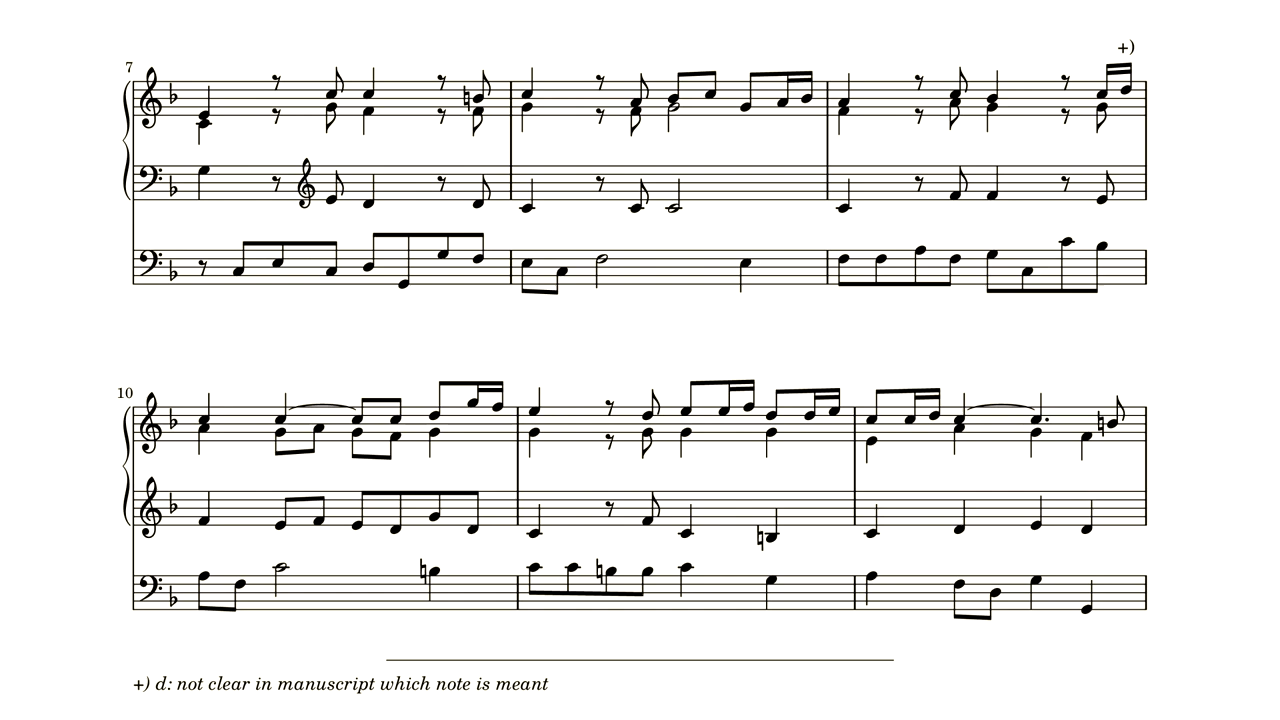 +)
7
10
+) d: not clear in manuscript which note is meant